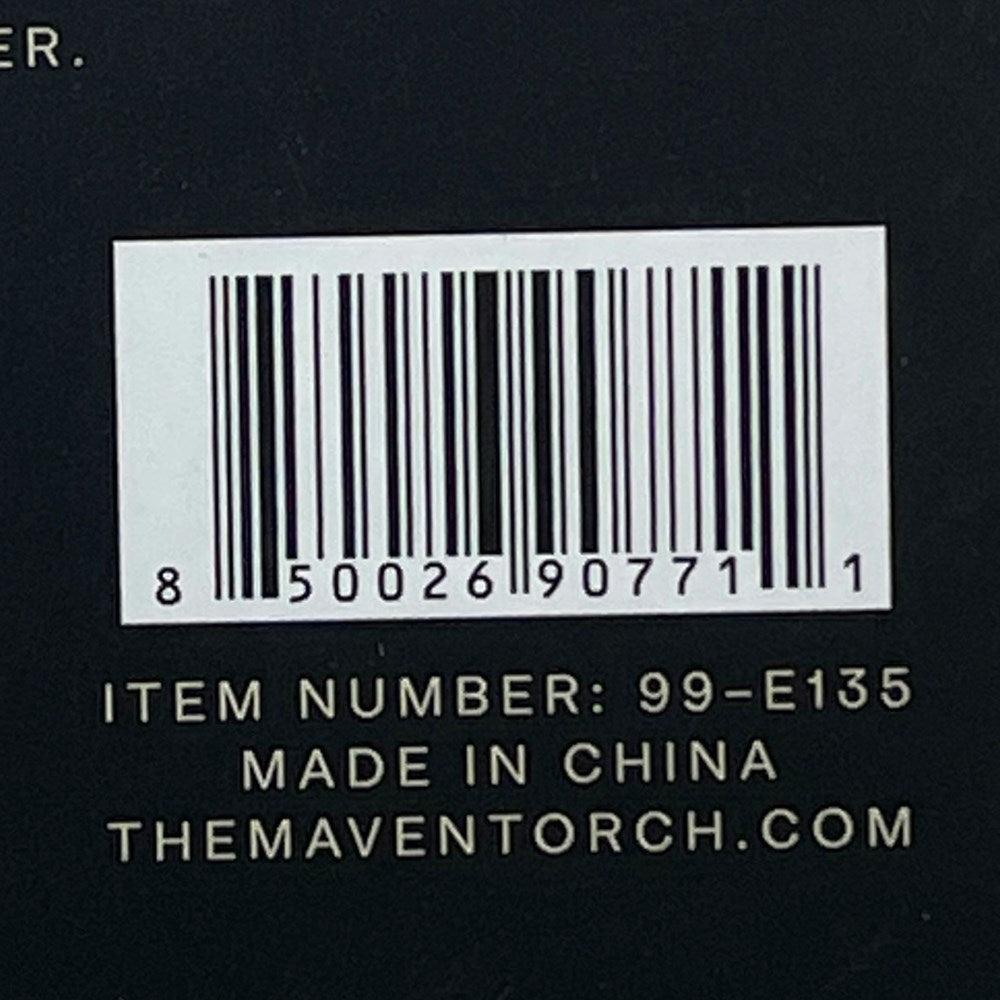 ER.
8 50026 90771 1
ITEM NUMBER: 99-E135
MADE IN CHINA
THEMAVENTORCH.COM